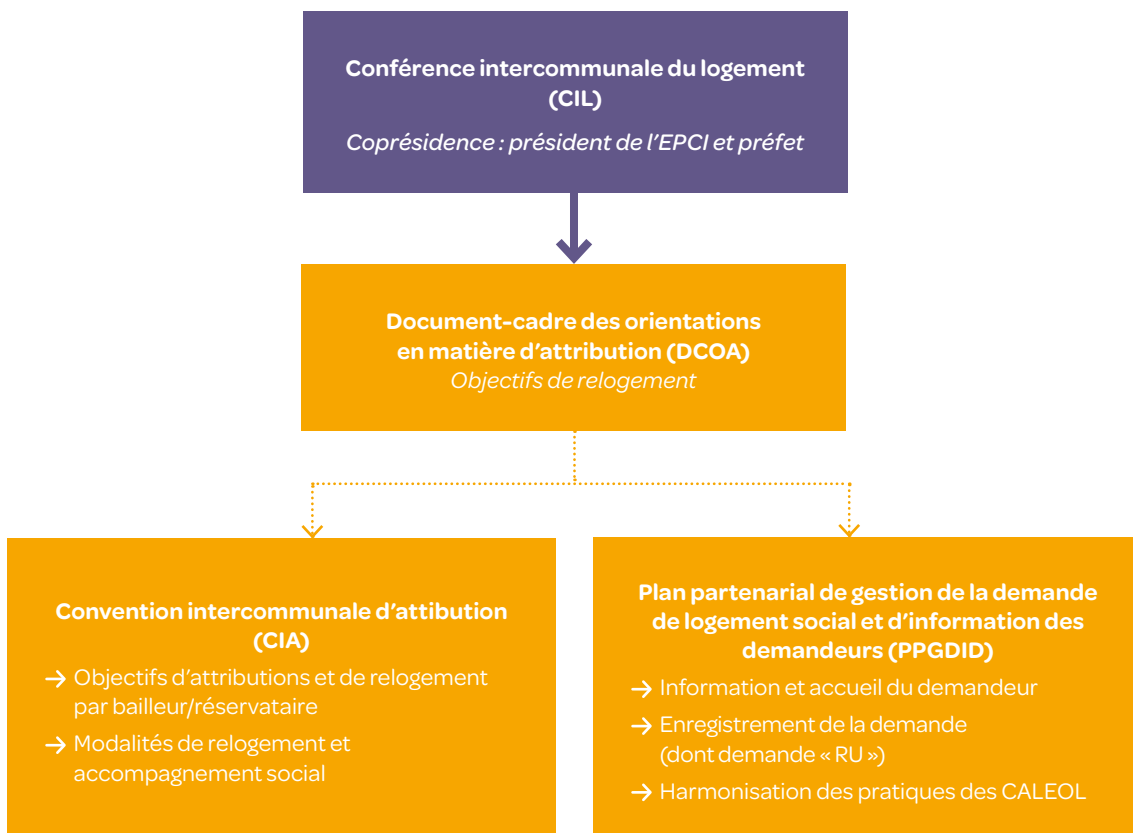 Conférence intercommunale du logement
(CIL)
Coprésidence : président de l'EPCI et préfet
Document-cadre des orientations
en matière d'attribution (DCOA)
Objectifs de relogement
Convention intercommunale d'attibution
(CIA)
→ Objectifs d'attributions et de relogement
par bailleur/réservataire
→ Modalités de relogement et
accompagnement social
Plan partenarial de gestion de la demande
de logement social et d'information des
demandeurs (PPGDID)
→ Information et accueil du demandeur
→ Enregistrement de la demande
(dont demande « RU »)
→ Harmonisation des pratiques des CALEOL